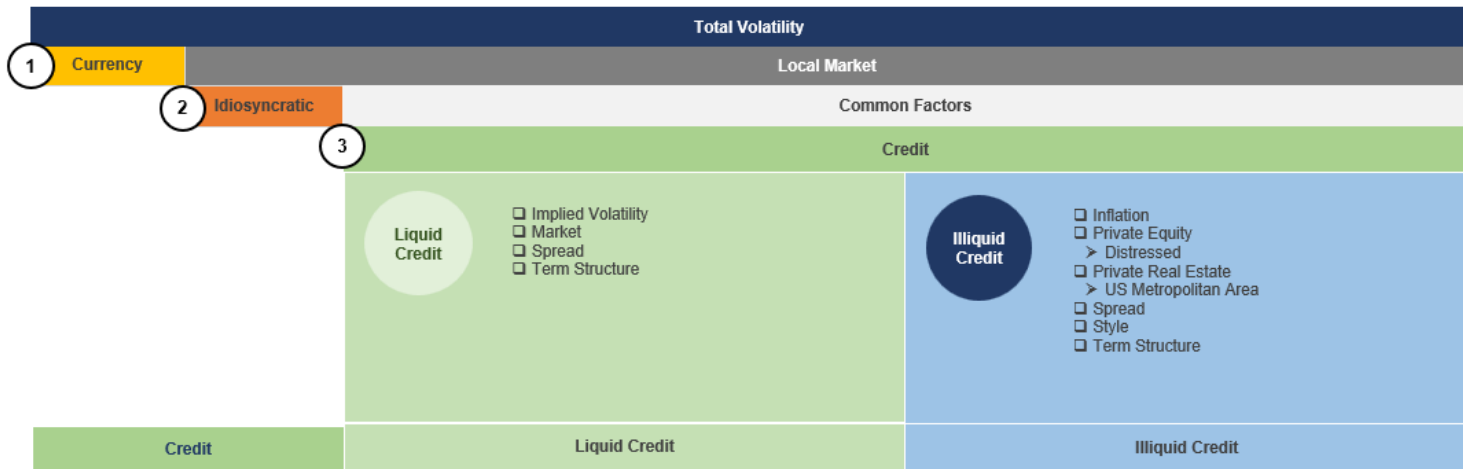 Total Volatility
1
Currency
Local Market
2
Idiosyncratic
Common Factors
3
Credit
Liquid
Credit
❑ Implied Volatility
❑ Market
❑ Spread
❑ Term Structure
Illiquid
Credit
❑ Inflation
❑ Private Equity
➢ Distressed
❑ Private Real Estate
➢ US Metropolitan Area
❑ Spread
❑ Style
❑ Term Structure
Credit
Liquid Credit
Illiquid Credit